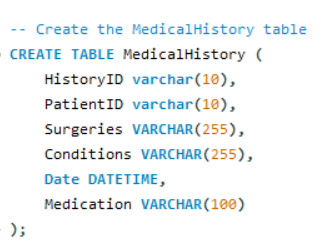 -- Create the MedicalHistory table
CREATE TABLE MedicalHistory (
    HistoryID varchar(10),
    PatientID varchar(10),
    Surgeries VARCHAR(255),
    Conditions VARCHAR(255),
    Date DATETIME,
    Medication VARCHAR(100)
);